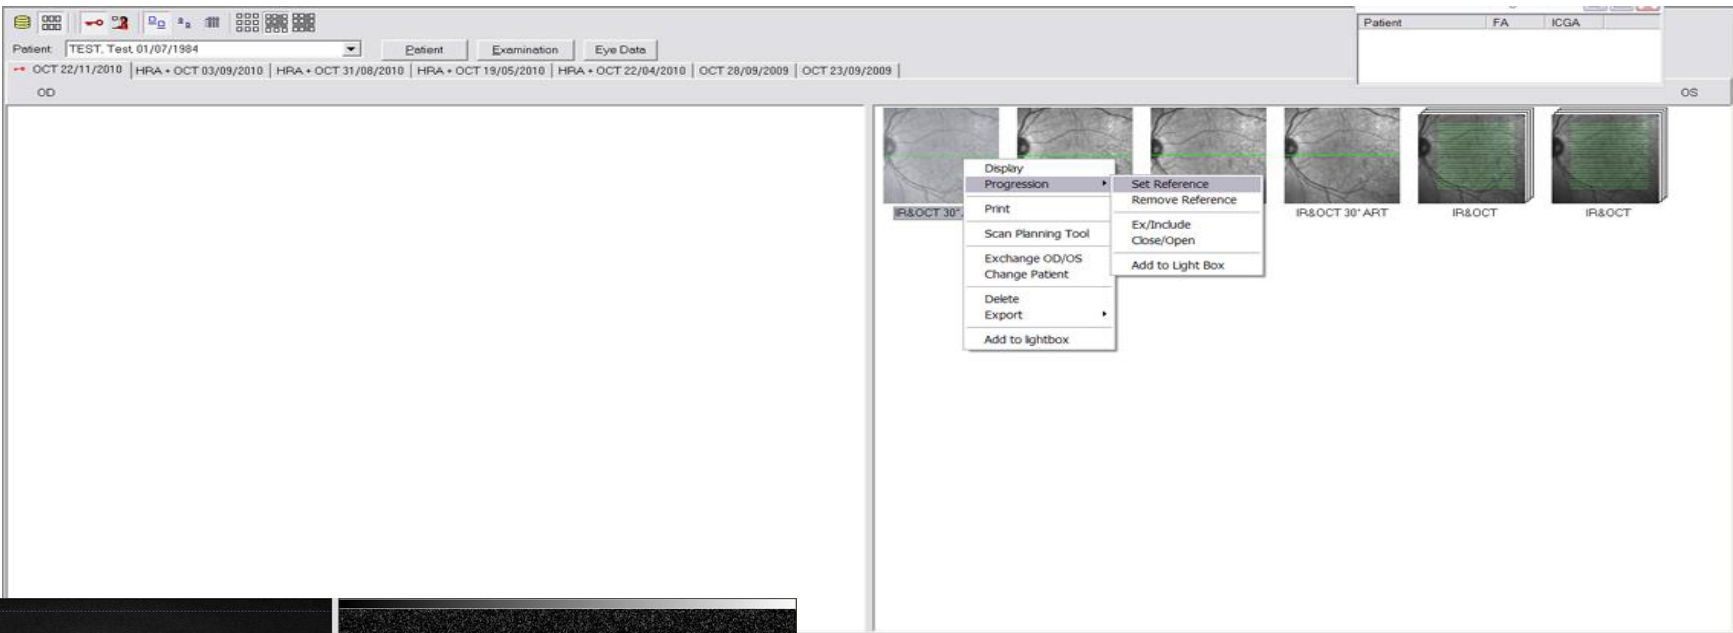 Patient FA ICGA
Patient: TEST, Test, 01/07/1984 Patient Examination Eye Data
OCT 22/11/2010 HRA + OCT 03/09/2010 HRA + OCT 31/08/2010 HRA + OCT 19/05/2010 HRA + OCT 22/04/2010 OCT 28/09/2009 OCT 23/09/2009
OD OS
IR&OCT 30° IR&OCT 30° ART IR&OCT IR&OCT
Display
Progression
Print
Scan Planning Tool
Exchange OD/OS
Change Patient
Delete
Export
Add to lightbox
Set Reference
Remove Reference
Ex/Include
Close/Open
Add to Light Box